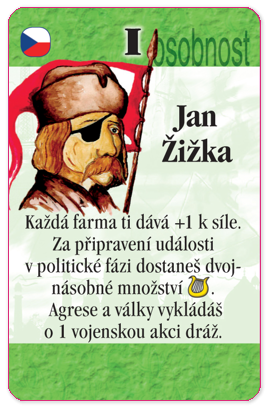 I osobnost
Jan
Žižka
Každá farma ti dává +1 k síle.
Za připravení události
v politické fázi dostaneš dvoj-
násobné množství .
Agrese a války vykládáš
o 1 vojenskou akci dráž.